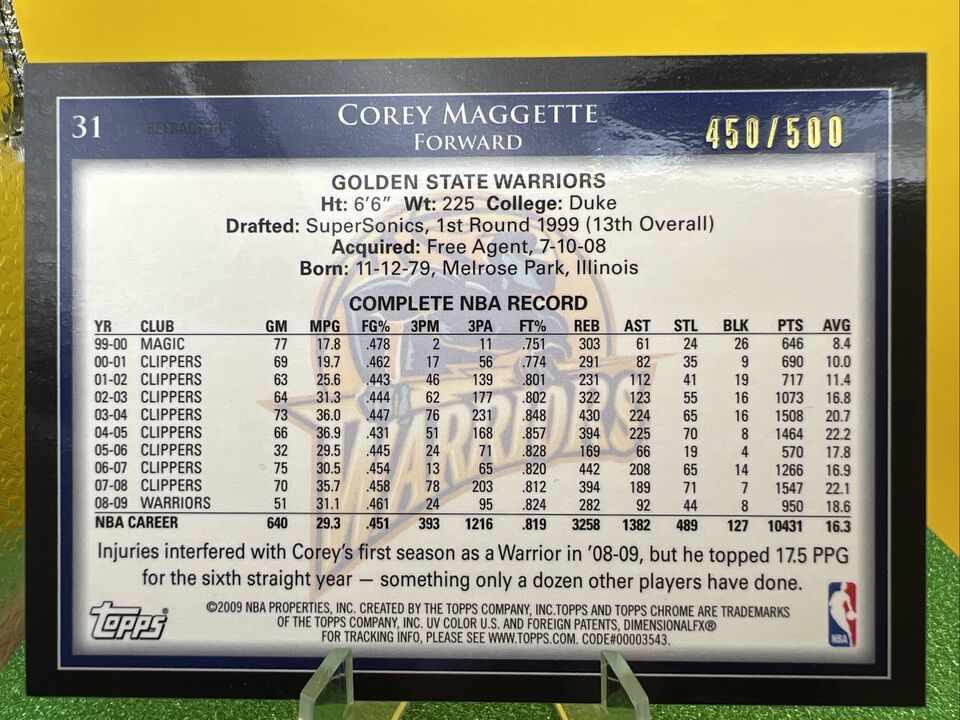 31 REFRACTOR COREY MAGGETTE 450/500
FORWARD
GOLDEN STATE WARRIORS
Ht: 6'6" Wt: 225 College: Duke
Drafted: SuperSonics, 1st Round 1999 (13th Overall)
Acquired: Free Agent, 7-10-08
Born: 11-12-79, Melrose Park, Illinois
COMPLETE NBA RECORD
YR CLUB GM MPG FG% 3PM 3PA FT% REB AST STL BLK PTS AVG
99-00 MAGIC 77 17.8 .478 2 11 .751 303 61 24 26 646 8.4
00-01 CLIPPERS 69 19.7 .462 17 56 .774 291 82 35 9 690 10.0
01-02 CLIPPERS 63 25.6 .443 46 139 .801 231 112 41 19 717 11.4
02-03 CLIPPERS 64 31.3 .444 62 177 .802 322 123 55 16 1073 16.8
03-04 CLIPPERS 73 36.0 .447 76 231 .848 430 224 65 16 1508 20.7
04-05 CLIPPERS 66 36.9 .431 51 168 .857 394 225 70 8 1464 22.2
05-06 CLIPPERS 32 29.5 .445 24 71 .828 169 66 19 4 570 17.8
06-07 CLIPPERS 75 30.5 .454 13 65 .820 442 208 65 14 1266 16.9
07-08 CLIPPERS 70 35.7 .458 78 203 .812 394 189 71 7 1547 22.1
08-09 WARRIORS 51 31.1 .461 24 95 .824 282 92 44 8 950 18.6
NBA CAREER 640 29.3 .451 393 1216 .819 3258 1382 489 127 10431 16.3
WARRIORS
Injuries interfered with Corey's first season as a Warrior in '08-09, but he topped 17.5 PPG
for the sixth straight year — something only a dozen other players have done.
Topps®
©2009 NBA PROPERTIES, INC. CREATED BY THE TOPPS COMPANY, INC.TOPPS AND TOPPS CHROME ARE TRADEMARKS
OF THE TOPPS COMPANY, INC. UV COLOR U.S. AND FOREIGN PATENTS, DIMENSIONALFX®
FOR TRACKING INFO, PLEASE SEE WWW.TOPPS.COM. CODE#00003543.
NBA